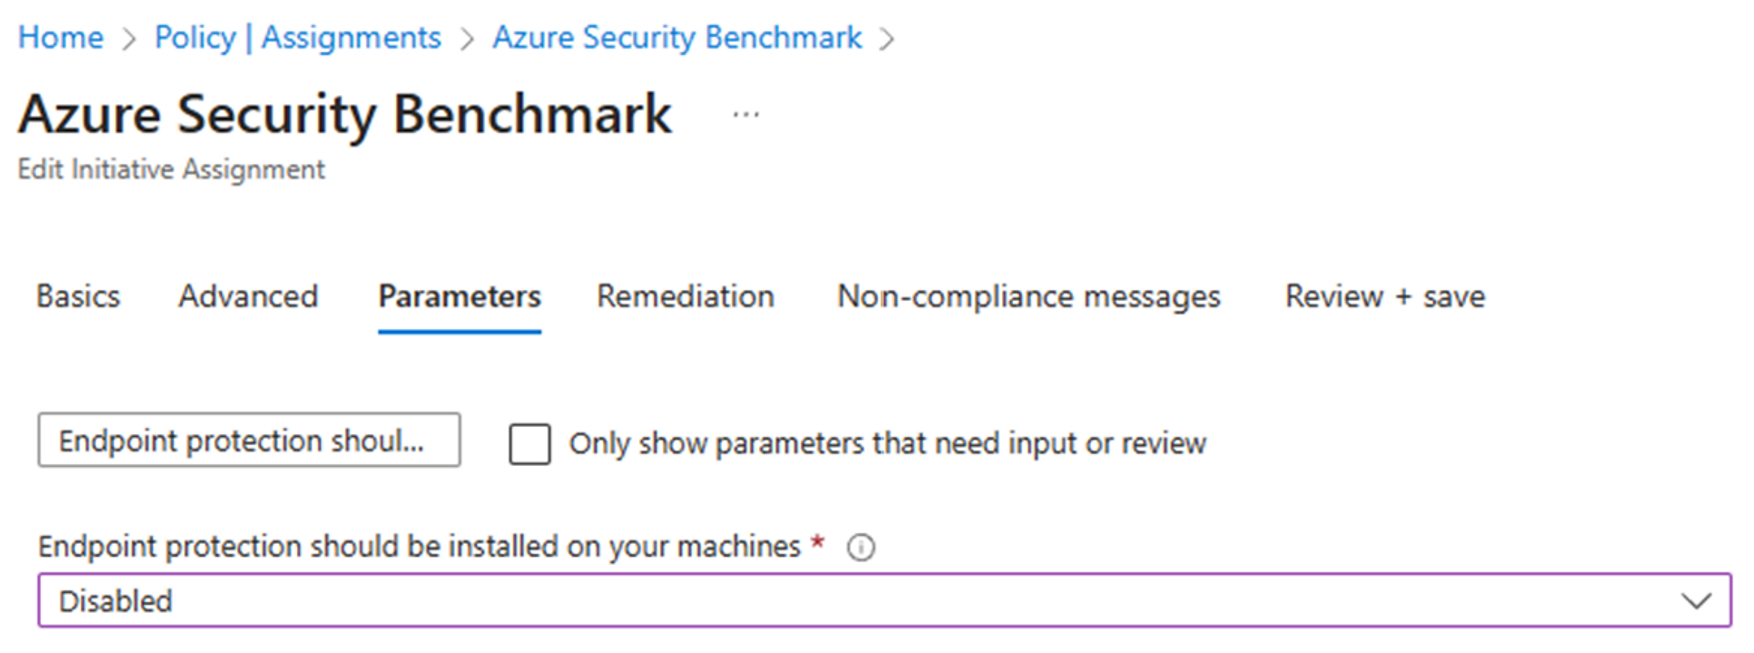 Home > Policy | Assignments > Azure Security Benchmark >
Azure Security Benchmark ...
Edit Initiative Assignment
Basics Advanced Parameters Remediation Non-compliance messages Review + save
Endpoint protection shoul... Only show parameters that need input or review
Endpoint protection should be installed on your machines *
Disabled